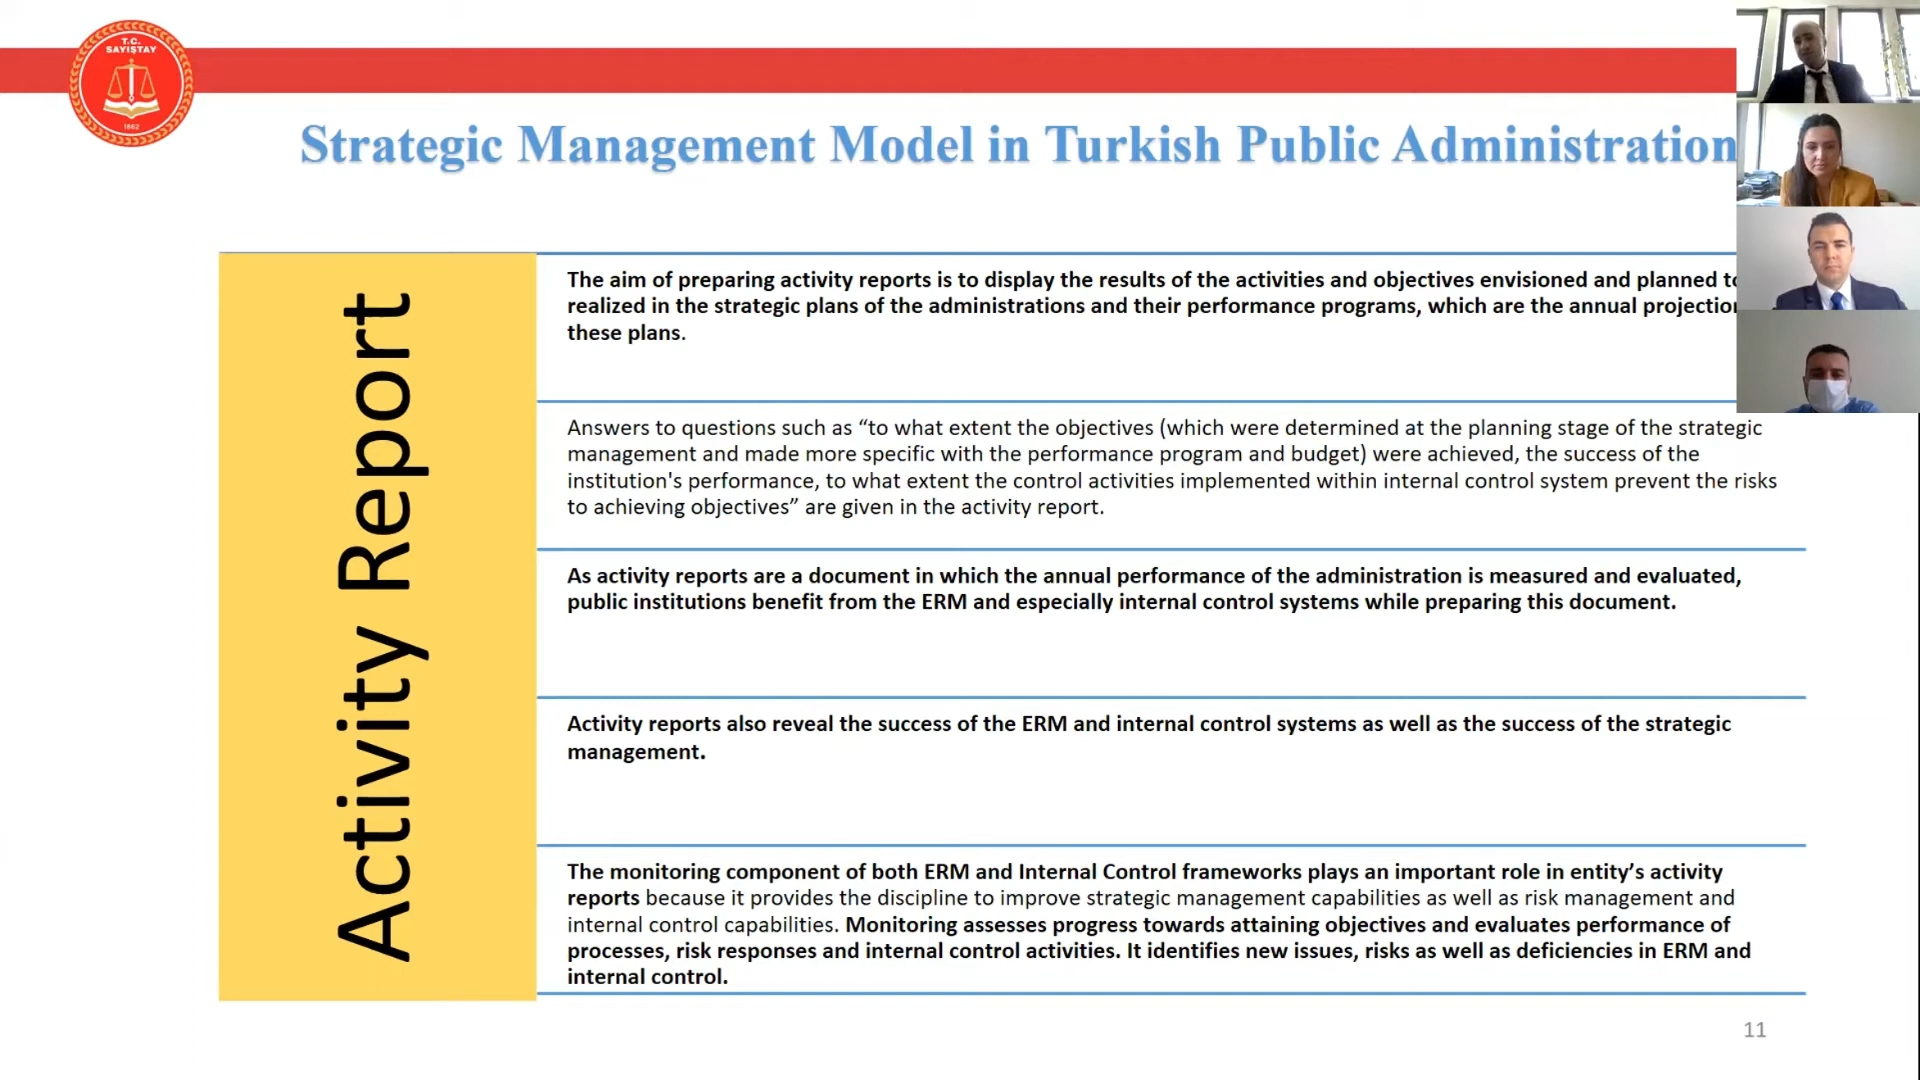 T.C.
SAYIŞTAY
1862
Strategic Management Model in Turkish Public Administration
Activity Report
The aim of preparing activity reports is to display the results of the activities and objectives envisioned and planned
realized in the strategic plans of the administrations and their performance programs, which are the annual
these plans.
Answers to questions such as “to what extent the objectives (which were determined at the planning stage of the strategic
management and made more specific with the performance program and budget) were achieved, the success of the
institution's performance, to what extent the control activities implemented within internal control system prevent the risks
to achieving objectives” are given in the activity report.
As activity reports are a document in which the annual performance of the administration is measured and evaluated,
public institutions benefit from the ERM and especially internal control systems while preparing this document.
Activity reports also reveal the success of the ERM and internal control systems as well as the success of the strategic
management.
The monitoring component of both ERM and Internal Control frameworks plays an important role in entity’s activity
reports because it provides the discipline to improve strategic management capabilities as well as risk management and
internal control capabilities. Monitoring assesses progress towards attaining objectives and evaluates performance of
processes, risk responses and internal control activities. It identifies new issues, risks as well as deficiencies in ERM and
internal control.
11